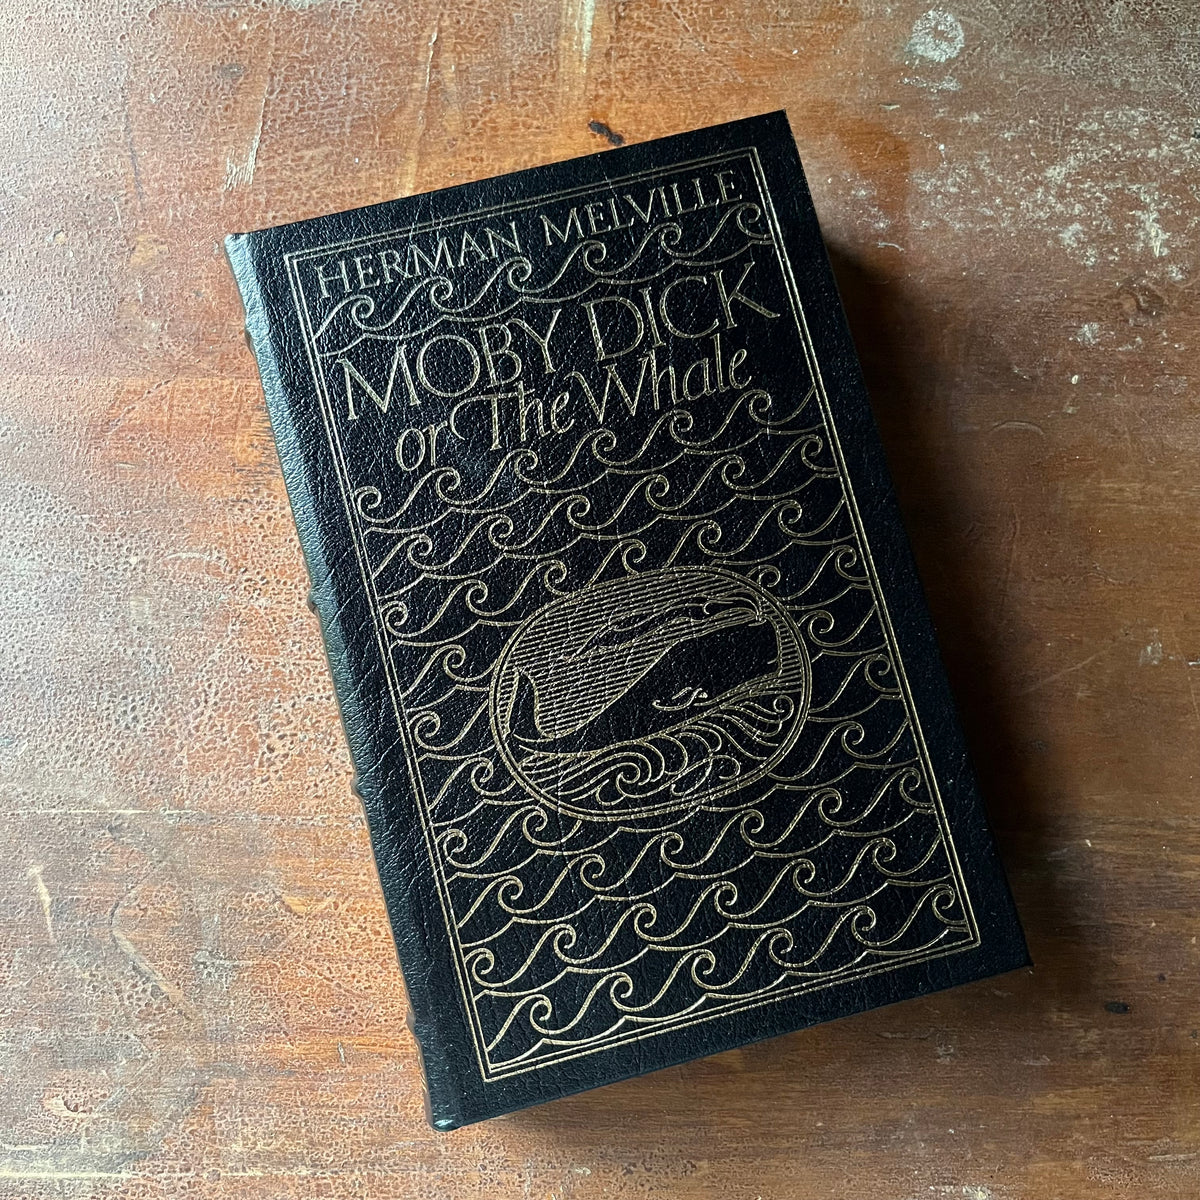 HERMAN MELVILLE
MOBY DICK
or The Whale